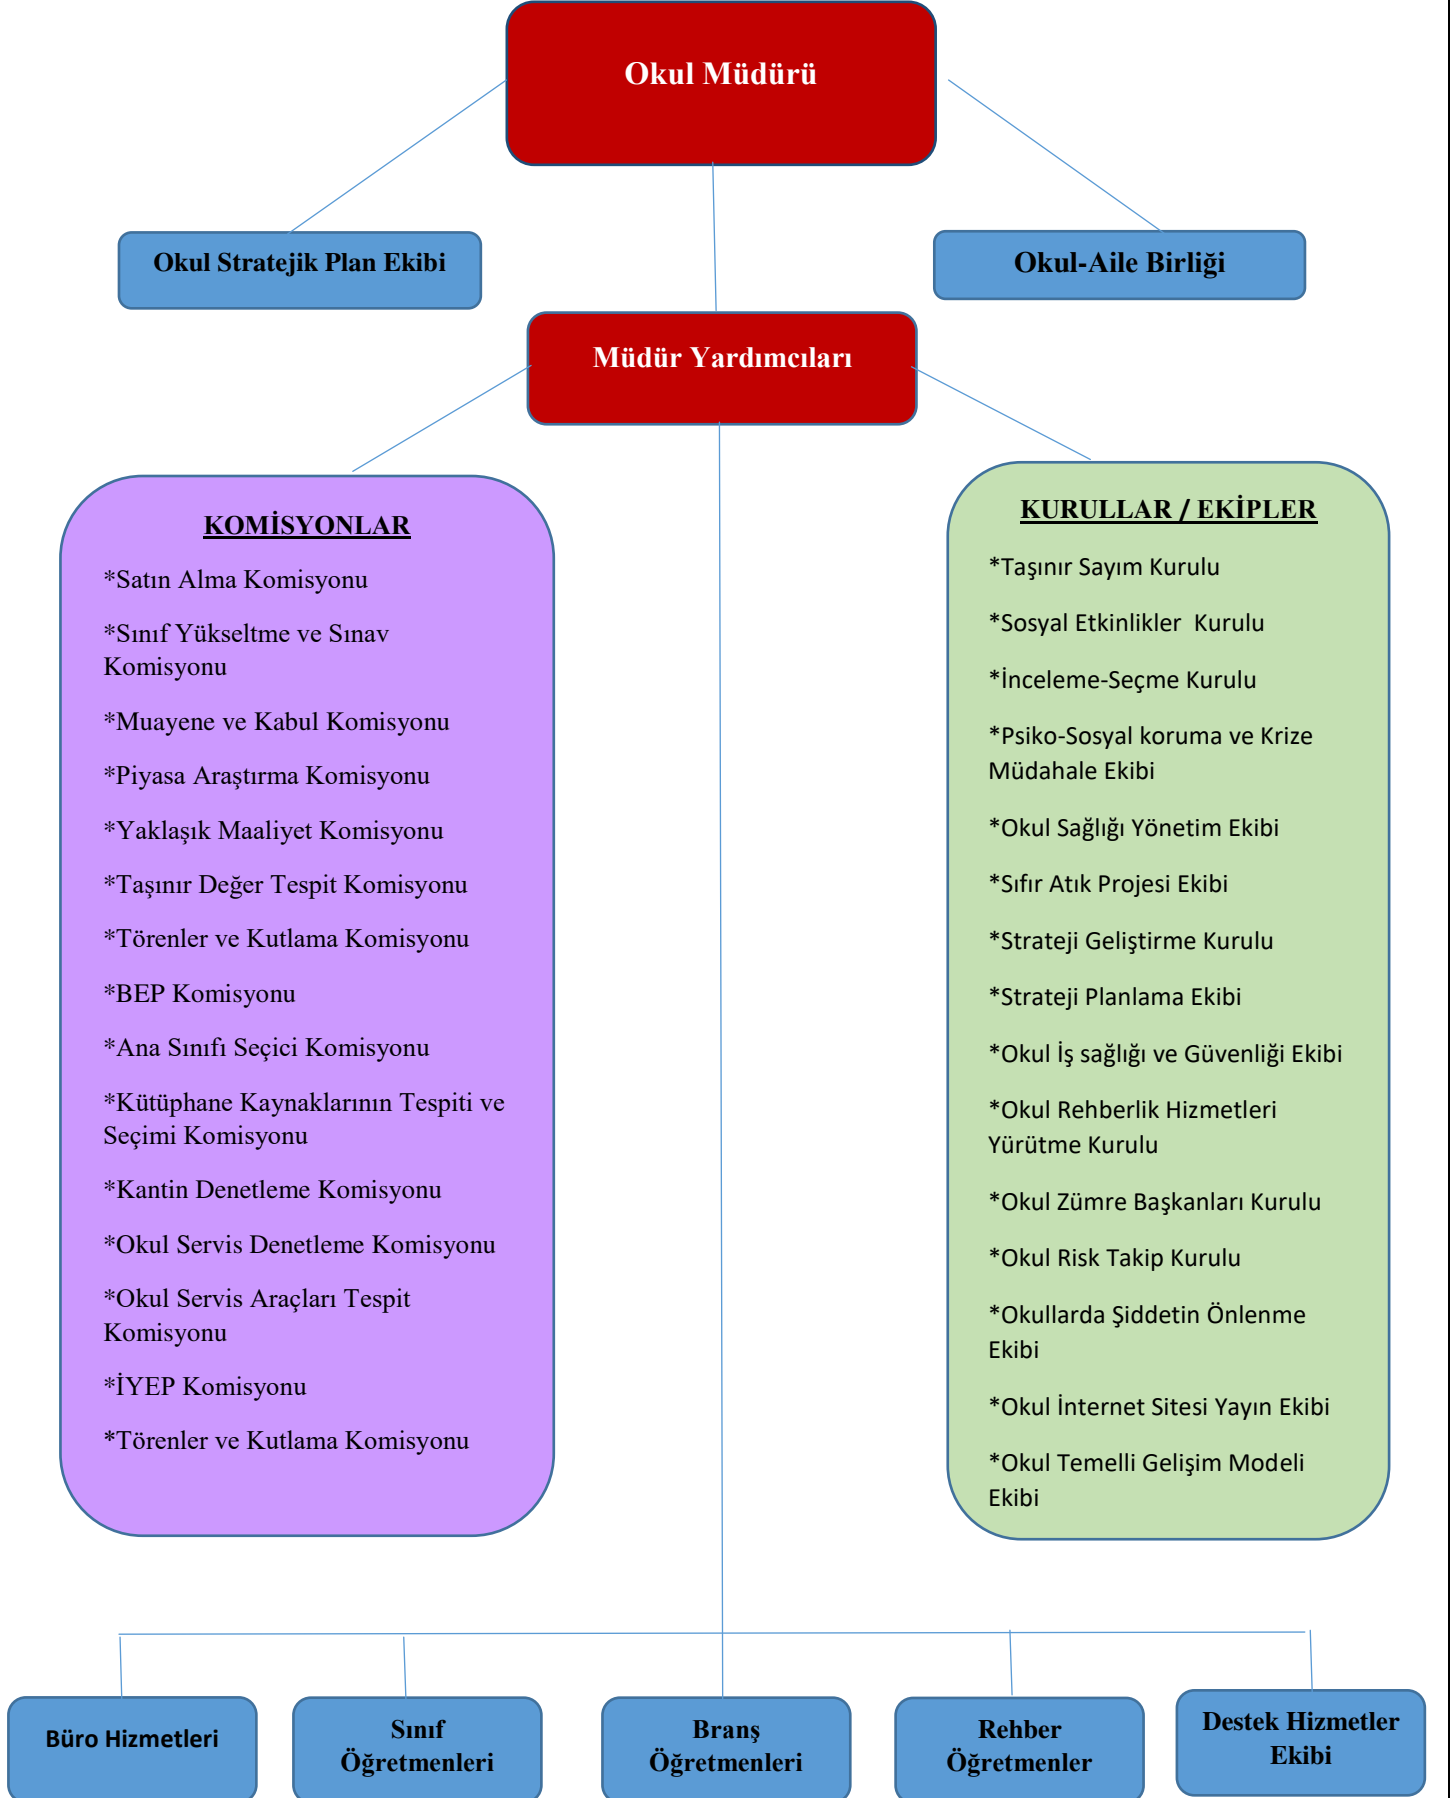 Okul Müdürü
Okul Stratejik Plan Ekibi
Okul-Aile Birliği
Müdür Yardımcıları
KOMİSYONLAR
*Satın Alma Komisyonu
*Sınıf Yükseltme ve Sınav
Komisyonu
*Muayene ve Kabul Komisyonu
*Piyasa Araştırma Komisyonu
*Yaklaşık Maaliyet Komisyonu
*Taşınır Değer Tespit Komisyonu
*Törenler ve Kutlama Komisyonu
*BEP Komisyonu
*Ana Sınıfı Seçici Komisyonu
*Kütüphane Kaynaklarının Tespiti ve
Seçimi Komisyonu
*Kantin Denetleme Komisyonu
*Okul Servis Denetleme Komisyonu
*Okul Servis Araçları Tespit
Komisyonu
*İYEP Komisyonu
*Törenler ve Kutlama Komisyonu
KURULLAR / EKİPLER
*Taşınır Sayım Kurulu
*Sosyal Etkinlikler  Kurulu
*İnceleme-Seçme Kurulu
*Psiko-Sosyal koruma ve Krize
Müdahale Ekibi
*Okul Sağlığı Yönetim Ekibi
*Sıfır Atık Projesi Ekibi
*Strateji Geliştirme Kurulu
*Strateji Planlama Ekibi
*Okul İş sağlığı ve Güvenliği Ekibi
*Okul Rehberlik Hizmetleri
Yürütme Kurulu
*Okul Zümre Başkanları Kurulu
*Okul Risk Takip Kurulu
*Okullarda Şiddetin Önlenme
Ekibi
*Okul İnternet Sitesi Yayın Ekibi
*Okul Temelli Gelişim Modeli
Ekibi
Büro Hizmetleri
Sınıf
Öğretmenleri
Branş
Öğretmenleri
Rehber
Öğretmenler
Destek Hizmetler
Ekibi